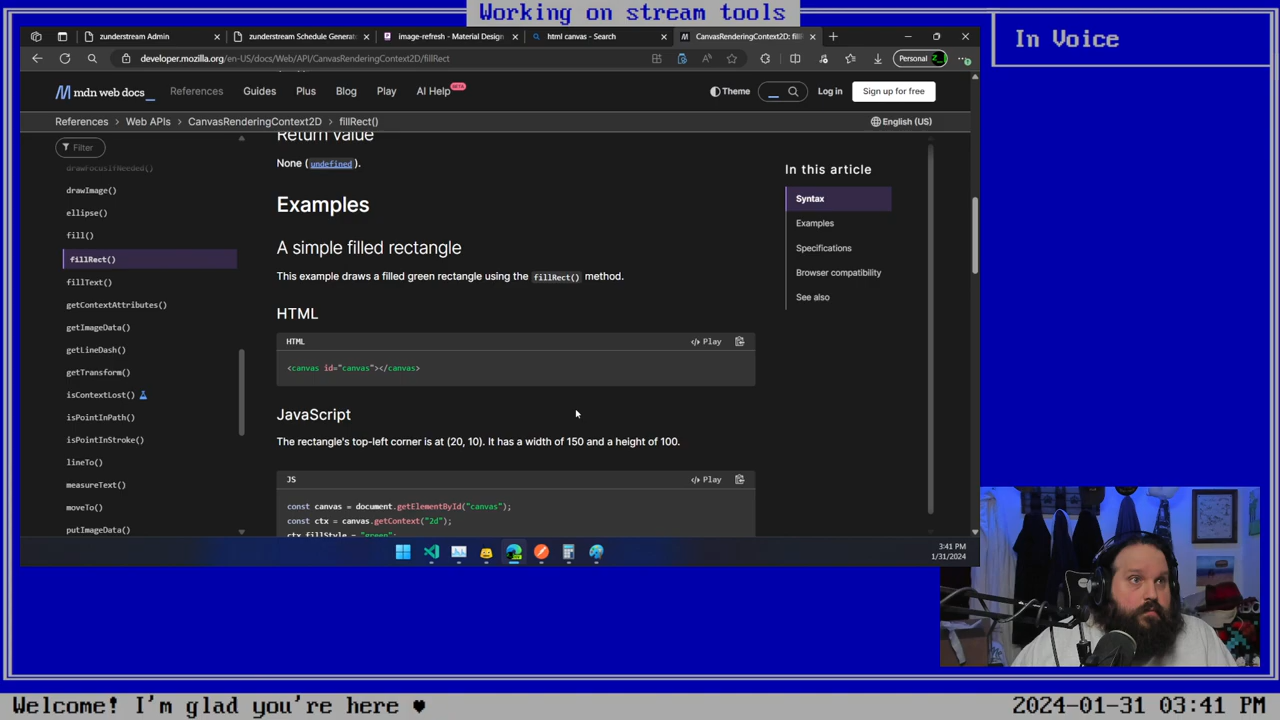 Working on stream tools
In Voice
zunderstream Admin
zunderstream Schedule Generat
image-refresh - Material Design
html canvas - Search
CanvasRenderingContext2D: fill
developer.mozilla.org/en-US/docs/Web/API/CanvasRenderingContext2D/fillRect
Personal
mdn web docs_
References
Guides
Plus
Blog
Play
AI Help
BETA
Theme
Log in
Sign up for free
References
Web APIs
CanvasRenderingContext2D
fillRect()
English (US)
Filter
drawFocusIfNeeded()
drawImage()
ellipse()
fill()
fillRect()
fillText()
getContextAttributes()
getImageData()
getLineDash()
getTransform()
isContextLost()
isPointInPath()
isPointInStroke()
lineTo()
measureText()
moveTo()
putImageData()
Return value
None (undefined).
Examples
A simple filled rectangle
This example draws a filled green rectangle using the fillRect() method.
HTML
HTML
Play
<canvas id="canvas"></canvas>
JavaScript
The rectangle's top-left corner is at (20, 10). It has a width of 150 and a height of 100.
JS
Play
const canvas = document.getElementById("canvas");
const ctx = canvas.getContext("2d");
ctx.fillStyle = "green";
In this article
Syntax
Examples
Specifications
Browser compatibility
See also
3:41 PM
1/31/2024
Welcome! I'm glad you're here ♥
2024-01-31 03:41 PM